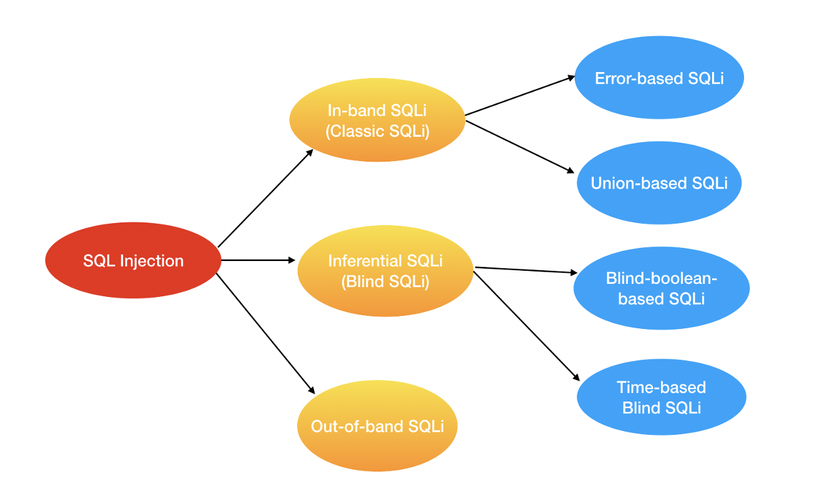 SQL Injection
In-band SQLi
(Classic SQLi)
Error-based SQLi
Union-based SQLi
Inferential SQLi
(Blind SQLi)
Blind-boolean-
based SQLi
Time-based
Blind SQLi
Out-of-band SQLi